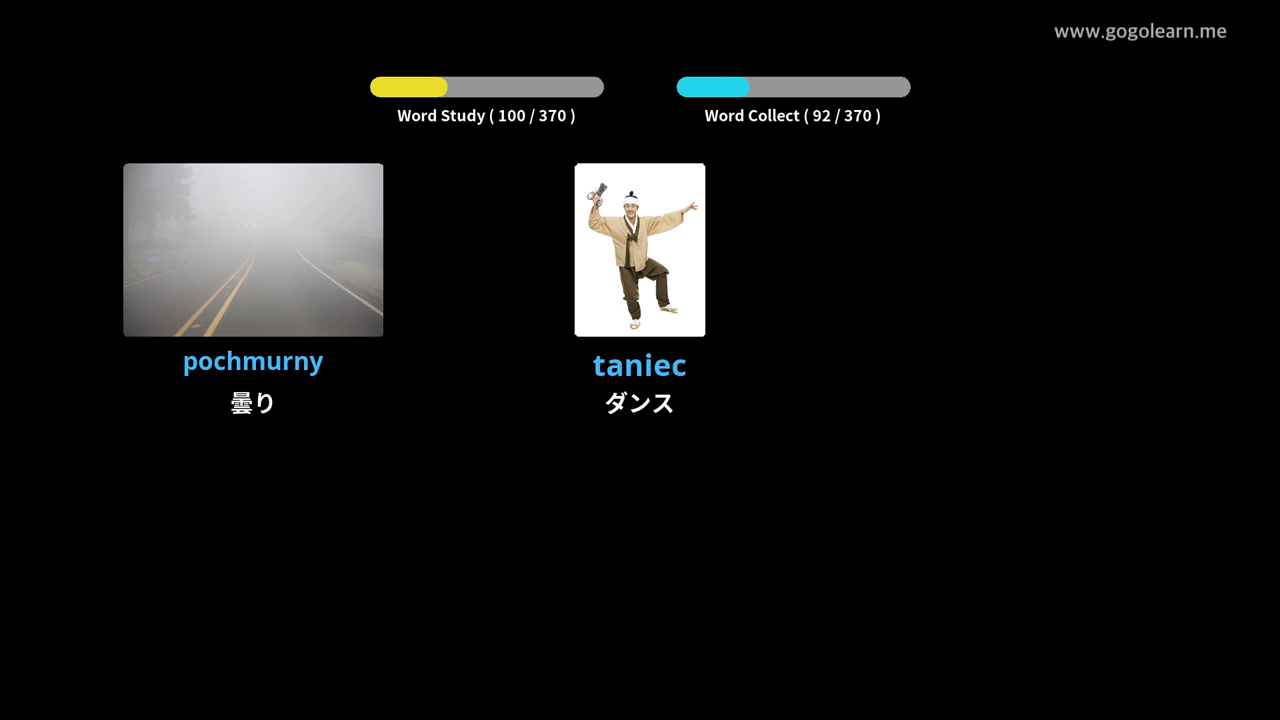 www.gogolearn.me
Word Study ( 100 / 370 )
Word Collect ( 92 / 370 )
pochmurny
曇り
taniec
ダンス